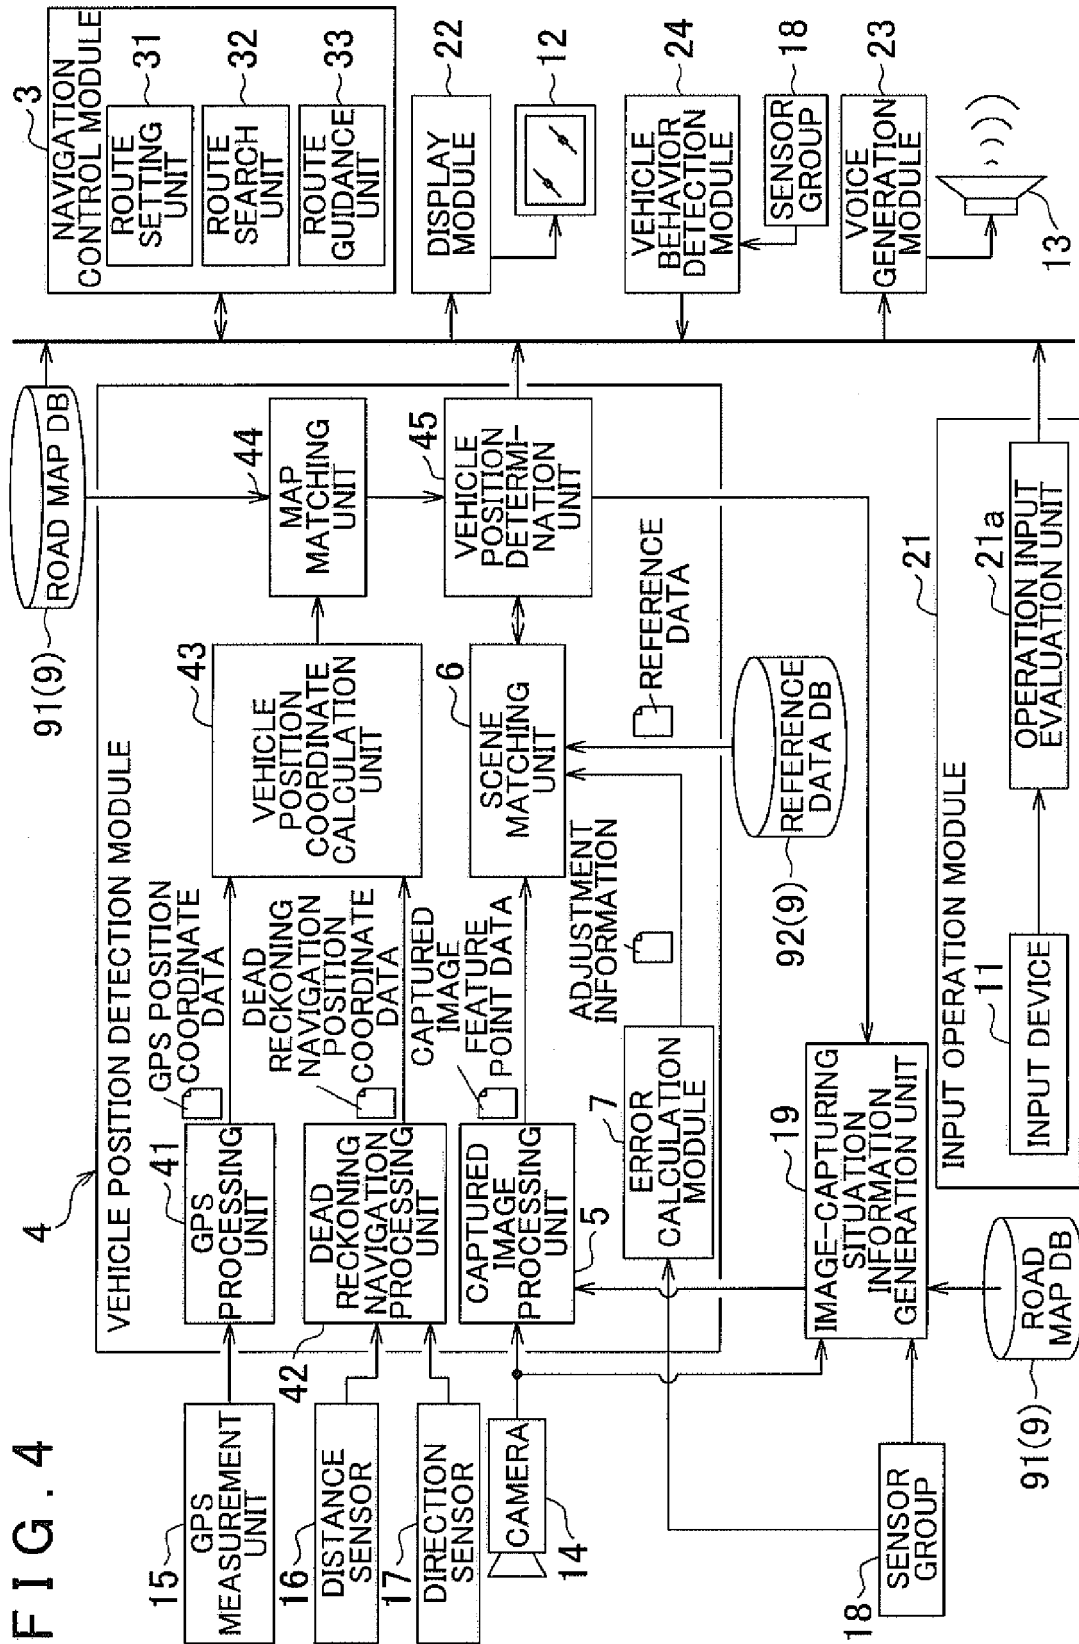 FIG. 4
3
NAVIGATION
CONTROL MODULE
ROUTE
SETTING
UNIT
31
ROUTE
SEARCH
UNIT
32
ROUTE
GUIDANCE
UNIT
33
DISPLAY
MODULE
22
12
VEHICLE
BEHAVIOR
DETECTION
MODULE
24
SENSOR
GROUP
18
VOICE
GENERATION
MODULE
23
13
91(9)
ROAD MAP DB
4
VEHICLE POSITION DETECTION MODULE
15
GPS
MEASUREMENT
UNIT
41
GPS
PROCESSING
UNIT
GPS POSITION
COORDINATE
DATA
43
VEHICLE
POSITION
COORDINATE
CALCULATION
UNIT
44
MAP
MATCHING
UNIT
16
DISTANCE
SENSOR
17
DIRECTION
SENSOR
42
DEAD
RECKONING
NAVIGATION
PROCESSING
UNIT
DEAD
RECKONING
NAVIGATION
POSITION
COORDINATE
DATA
45
VEHICLE
POSITION
DETERMI-
NATION
UNIT
CAMERA
14
CAPTURED
IMAGE
PROCESSING
UNIT
5
CAPTURED
IMAGE
FEATURE
POINT DATA
6
SCENE
MATCHING
UNIT
REFERENCE
DATA
7
ERROR
CALCULATION
MODULE
ADJUSTMENT
INFORMATION
REFERENCE
DATA DB
92(9)
18
SENSOR
GROUP
19
IMAGE-CAPTURING
SITUATION
INFORMATION
GENERATION UNIT
91(9)
ROAD
MAP DB
INPUT OPERATION MODULE
21
11
INPUT DEVICE
21a
OPERATION INPUT
EVALUATION UNIT